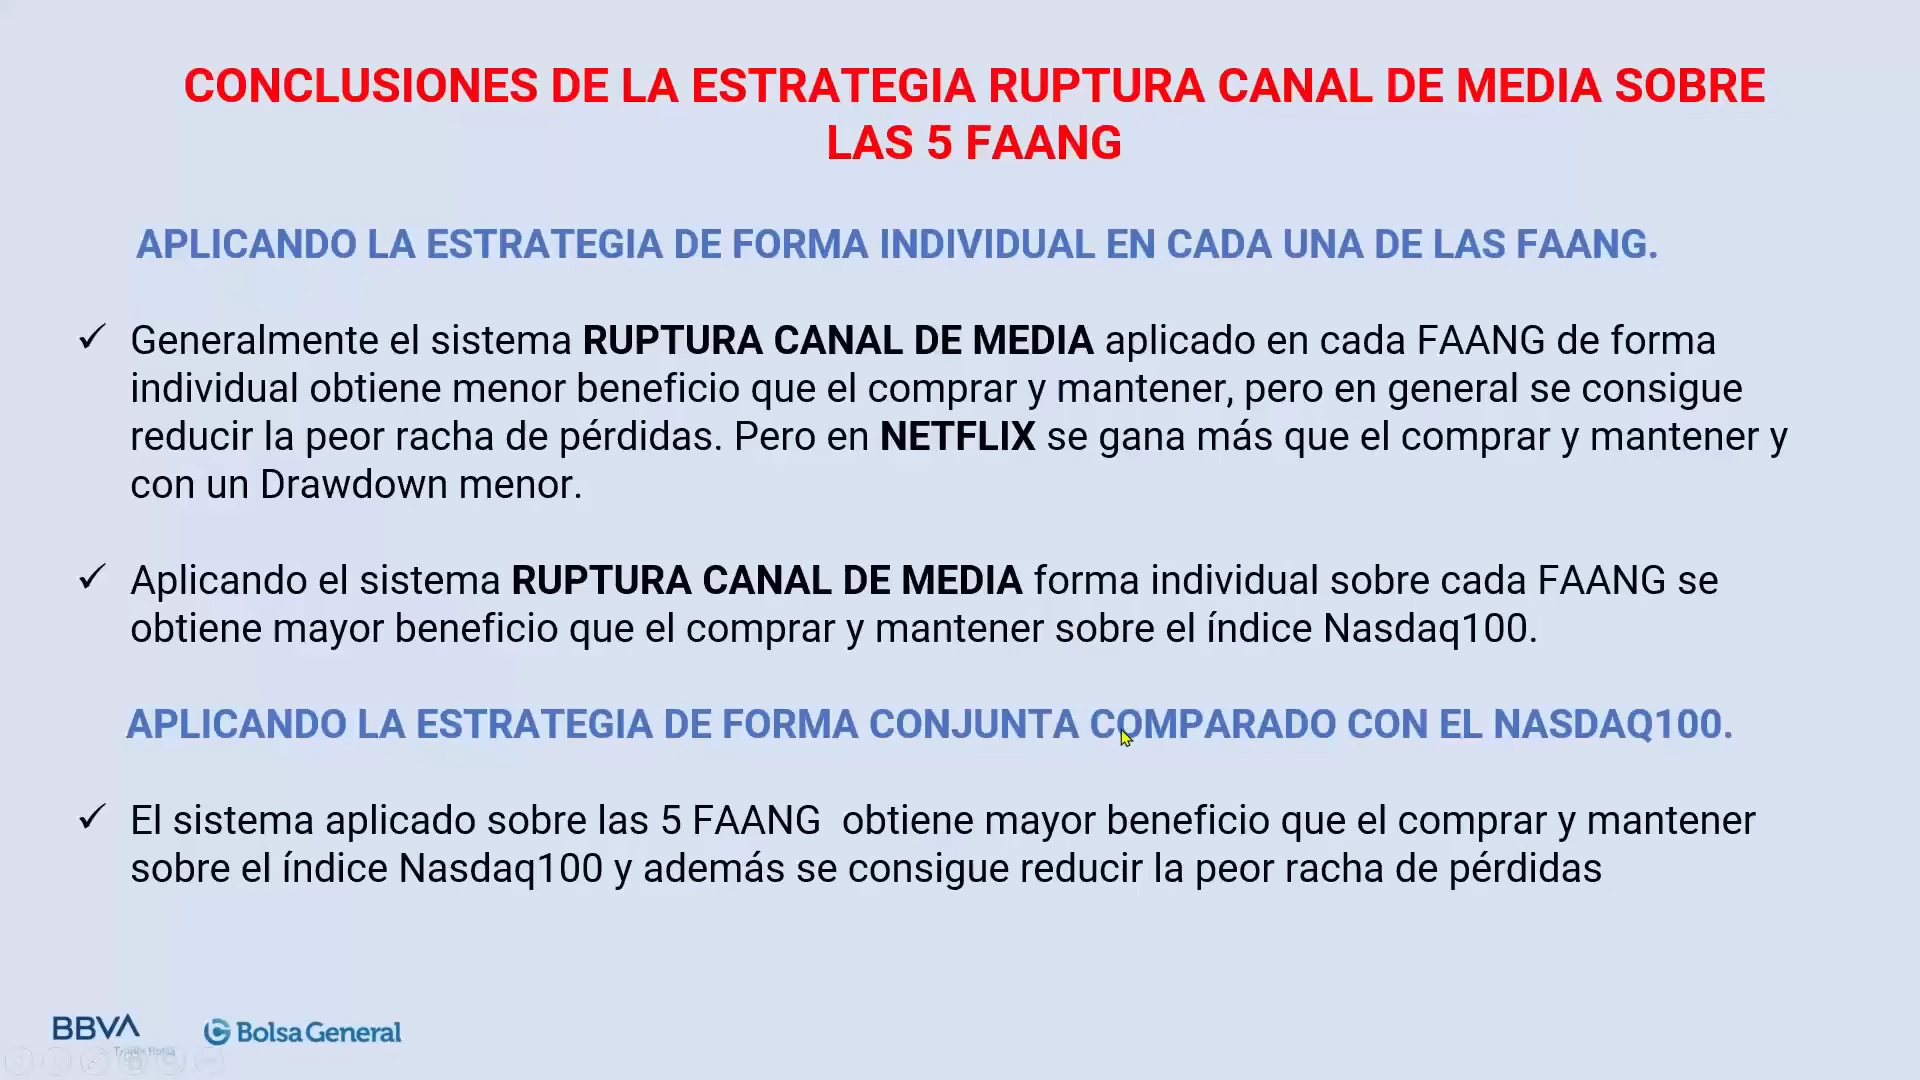 CONCLUSIONES DE LA ESTRATEGIA RUPTURA CANAL DE MEDIA SOBRE
LAS 5 FAANG
APLICANDO LA ESTRATEGIA DE FORMA INDIVIDUAL EN CADA UNA DE LAS FAANG.
✓ Generalmente el sistema RUPTURA CANAL DE MEDIA aplicado en cada FAANG de forma
individual obtiene menor beneficio que el comprar y mantener, pero en general se consigue
reducir la peor racha de pérdidas. Pero en NETFLIX se gana más que el comprar y mantener y
con un Drawdown menor.
✓ Aplicando el sistema RUPTURA CANAL DE MEDIA forma individual sobre cada FAANG se
obtiene mayor beneficio que el comprar y mantener sobre el índice Nasdaq100.
APLICANDO LA ESTRATEGIA DE FORMA CONJUNTA COMPARADO CON EL NASDAQ100.
✓ El sistema aplicado sobre las 5 FAANG obtiene mayor beneficio que el comprar y mantener
sobre el índice Nasdaq100 y además se consigue reducir la peor racha de pérdidas
BBVA
Bolsa General